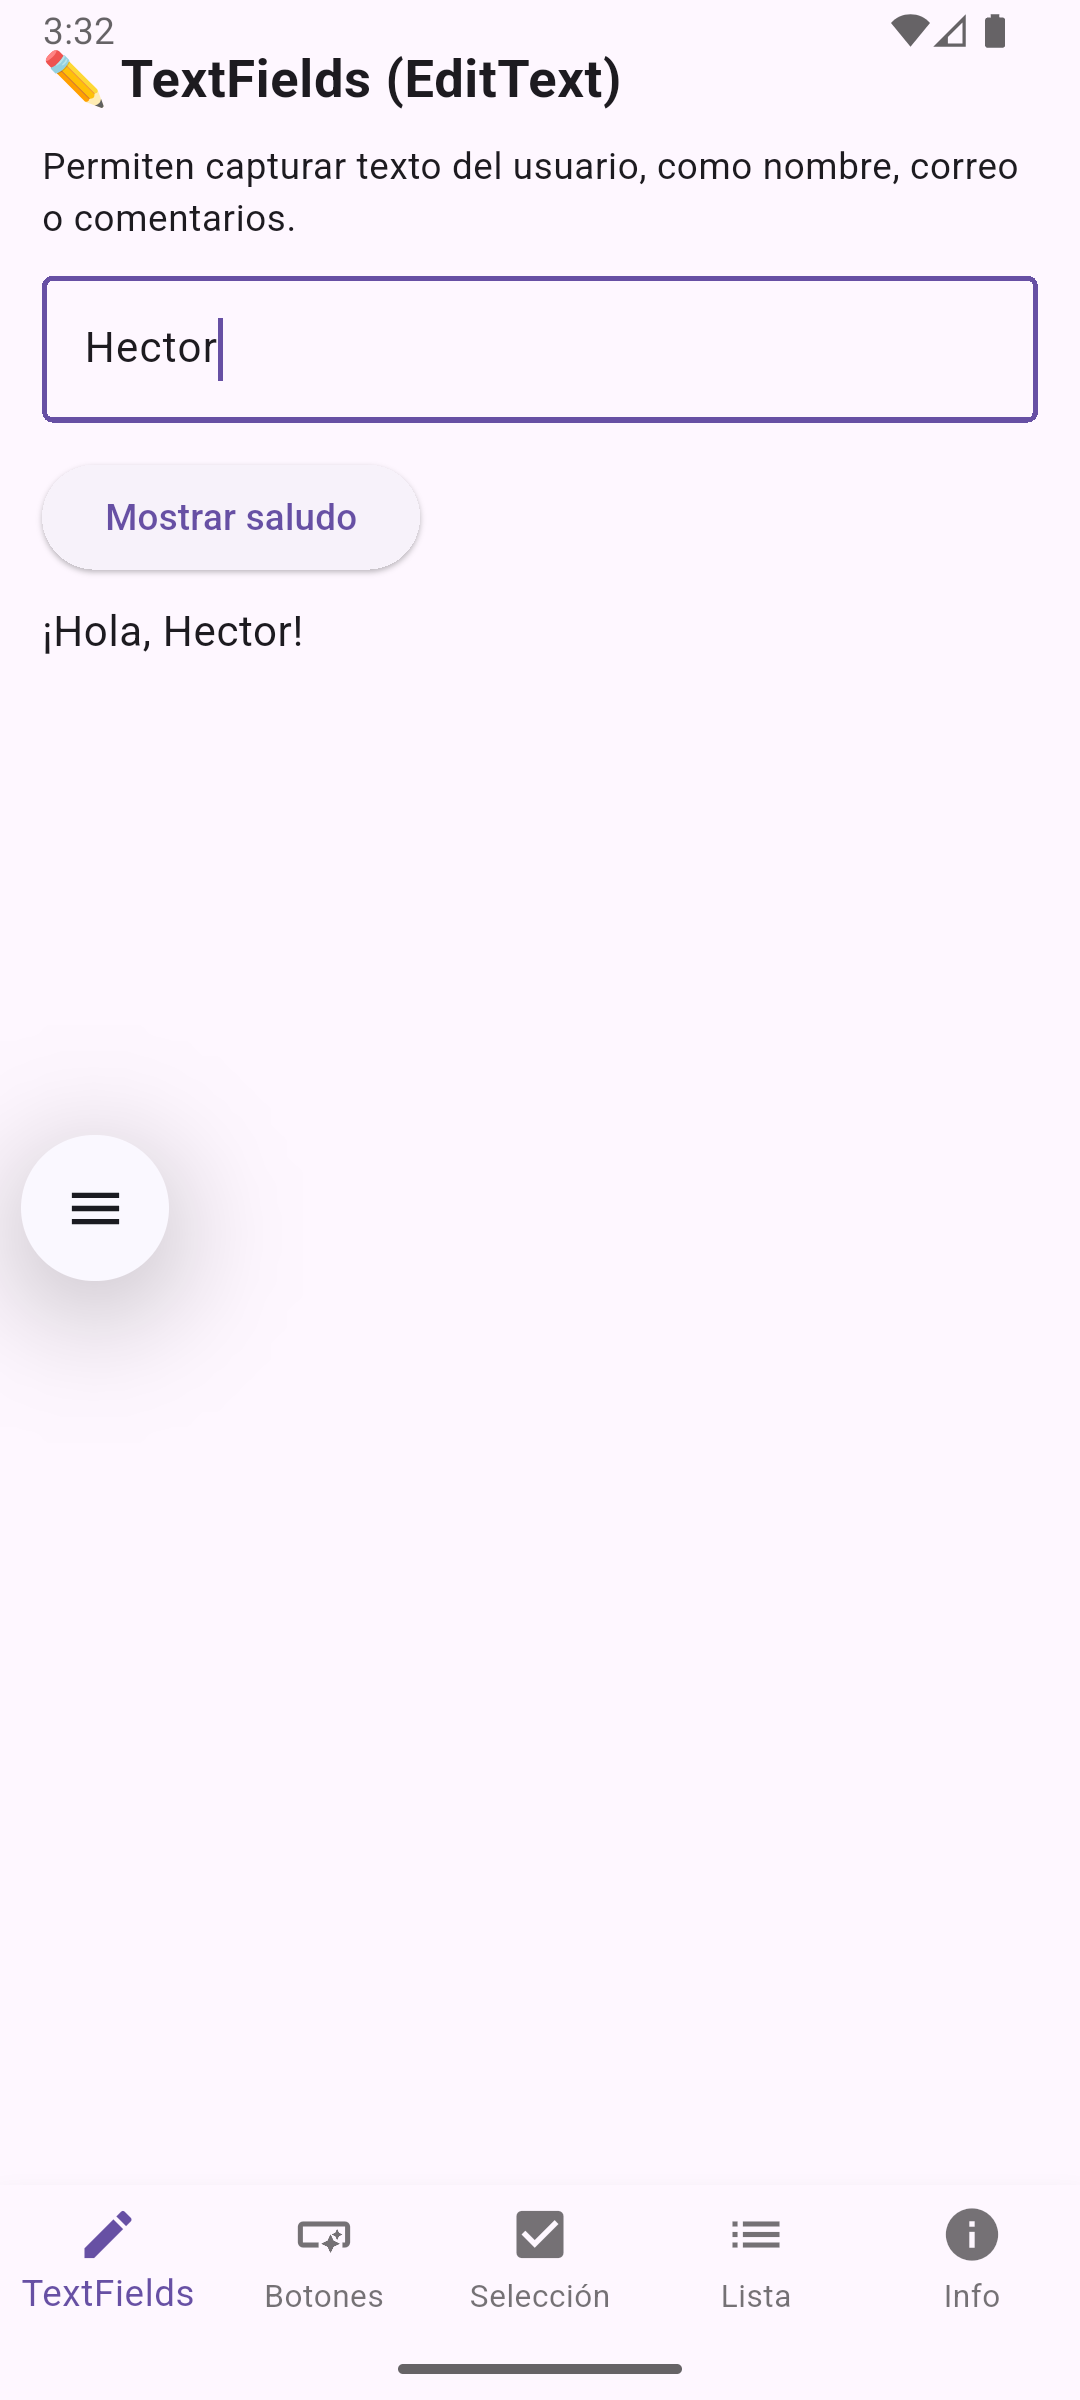 3:32
✏️ TextFields (EditText)
Permiten capturar texto del usuario, como nombre, correo
o comentarios.
Hector
Mostrar saludo
¡Hola, Hector!
TextFields
Botones
Selección
Lista
Info